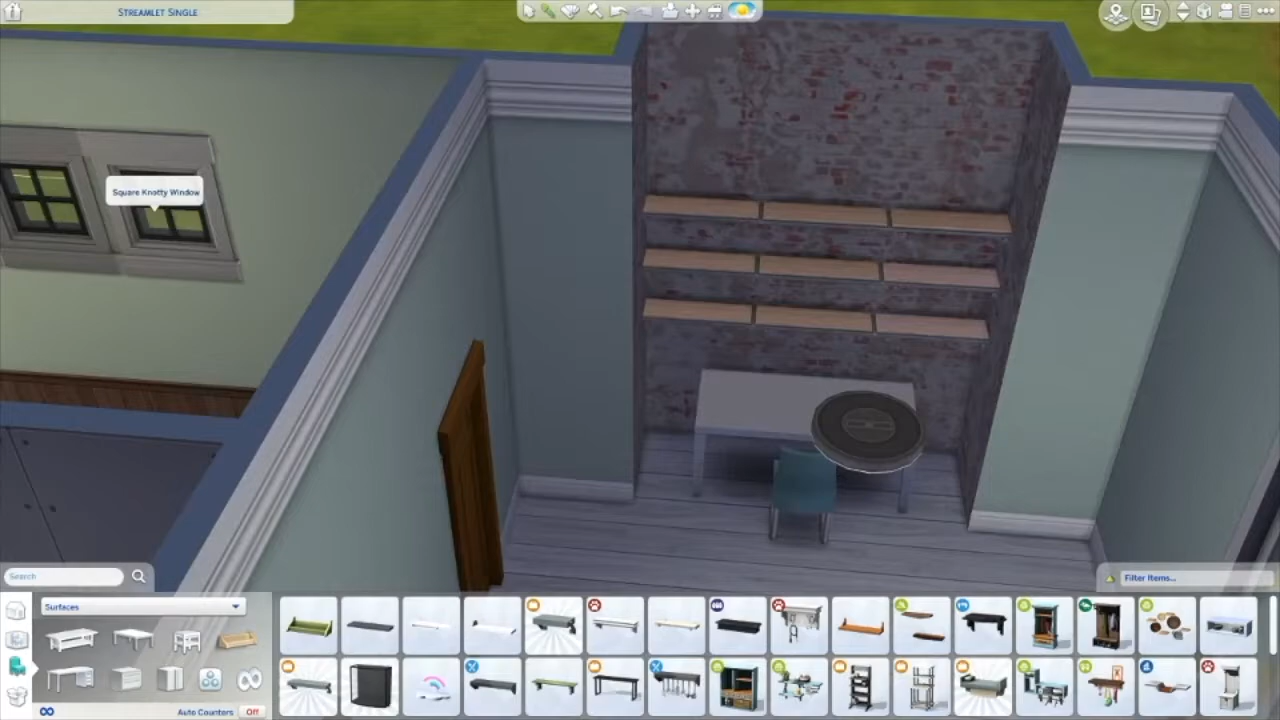 STREAMLET SINGLE
Square Knotty Window
Search
Filter Items...
Surfaces
Auto Counters Off